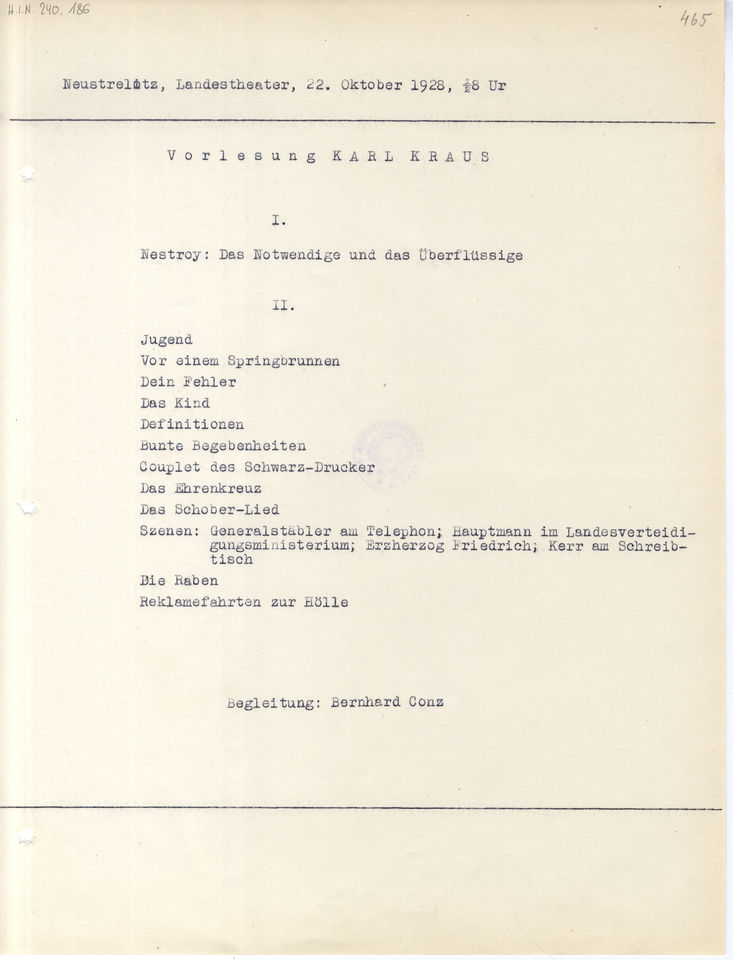 H.I.N. 240.186
465
Neustrelitz, Landestheater, 22. Oktober 1928, ½8 Ur
Vorlesung KARL KRAUS
I.
Nestroy: Das Notwendige und das Überflüssige
II.
Jugend
Vor einem Springbrunnen
Dein Fehler
Das Kind
Definitionen
Bunte Begebenheiten
Couplet des Schwarz-Drucker
Das Ehrenkreuz
Das Schober-Lied
Szenen: Generalstäbler am Telephon; Hauptmann im Landesverteidi-
gungsministerium; Erzherzog Friedrich; Kerr am Schreib-
tisch
Die Raben
Reklamefahrten zur Hölle
Begleitung: Bernhard Conz